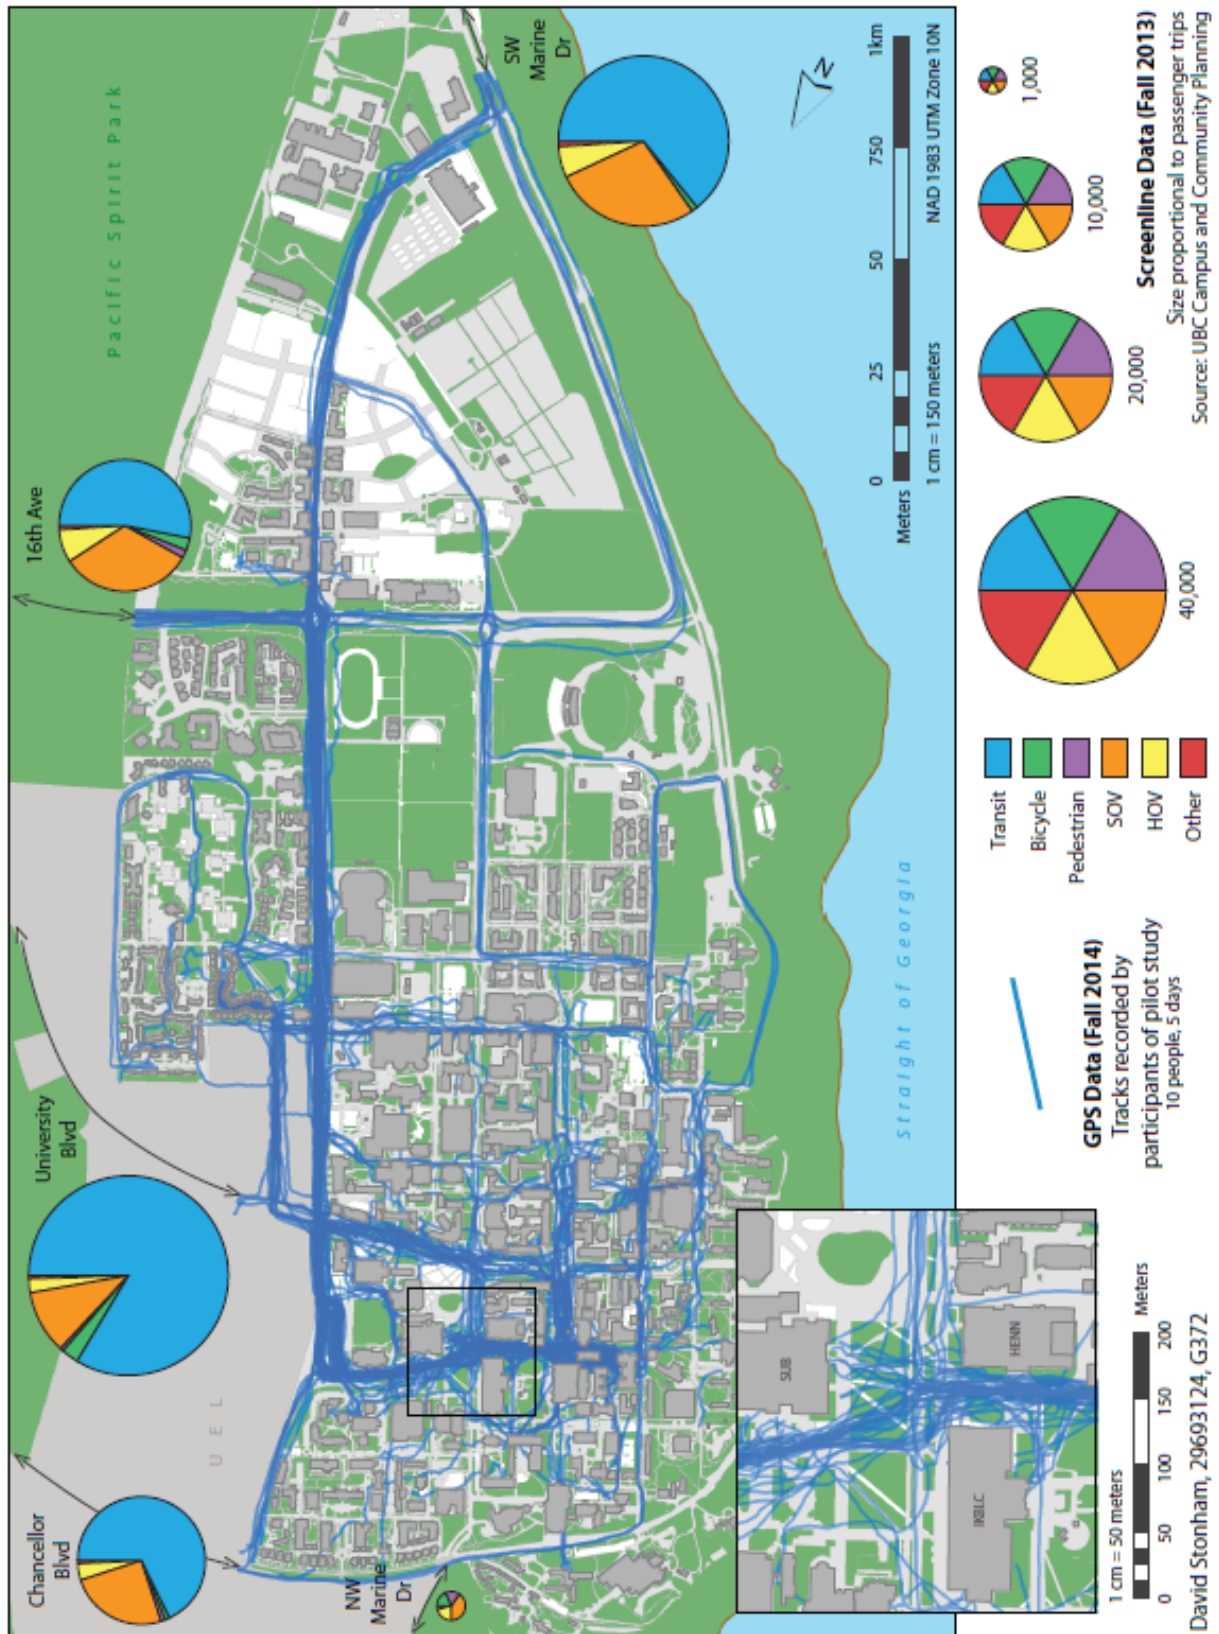 Pacific Spirit Park
SW
Marine
Dr
16th Ave
University
Blvd
UEL
Chancellor
Blvd
NW
Marine
Dr
Straight of Georgia
0 25 50 750 1km
Meters
1 cm = 150 meters
NAD 1983 UTM Zone 10N
SUB
HENN
IKBLC
1 cm = 50 meters
0 50 100 150 200 Meters
David Stonham, 29693124, G372
GPS Data (Fall 2014)
Tracks recorded by
participants of pilot study
10 people, 5 days
Transit
Bicycle
Pedestrian
SOV
HOV
Other
40,000
20,000
10,000
1,000
Screenline Data (Fall 2013)
Size proportional to passenger trips
Source: UBC Campus and Community Planning